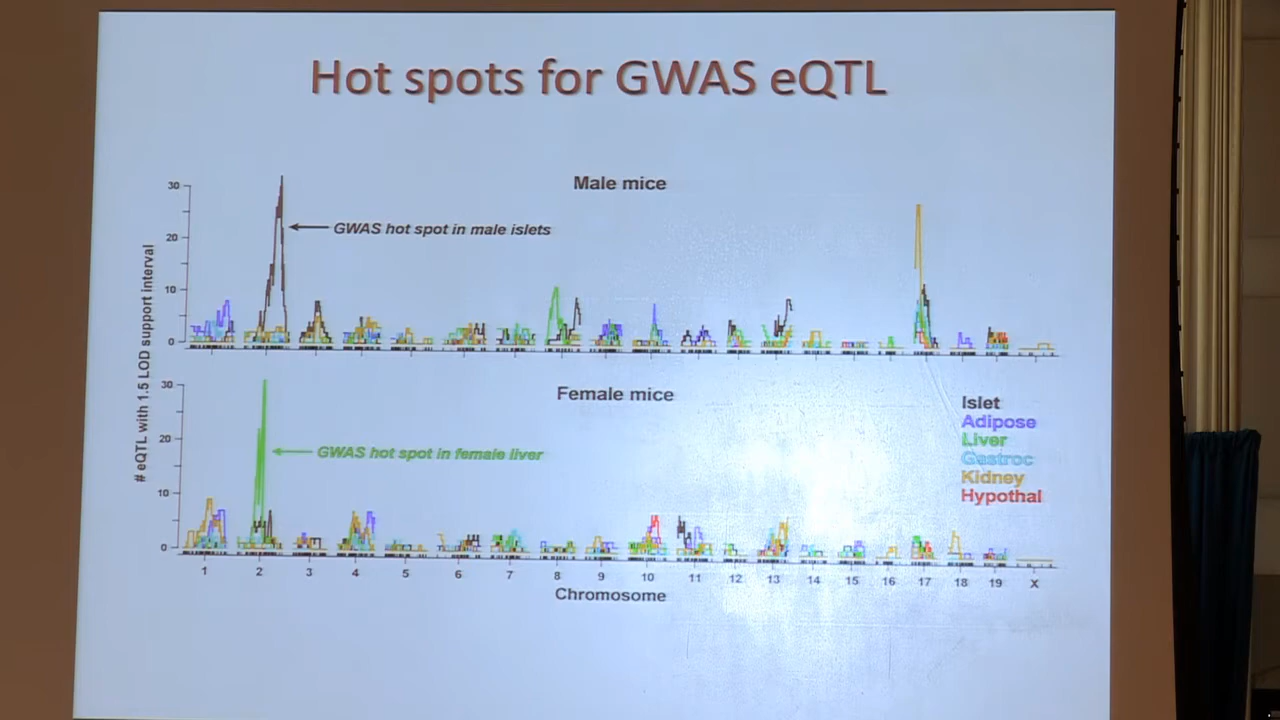 Hot spots for GWAS eQTL
Male mice
30
20
10
0
GWAS hot spot in male islets
# eQTL with 1.5 LOD support interval
Female mice
30
20
10
0
GWAS hot spot in female liver
Islet
Adipose
Liver
Gastroc
Kidney
Hypothal
1 2 3 4 5 6 7 8 9 10 11 12 13 14 15 16 17 18 19 X
Chromosome